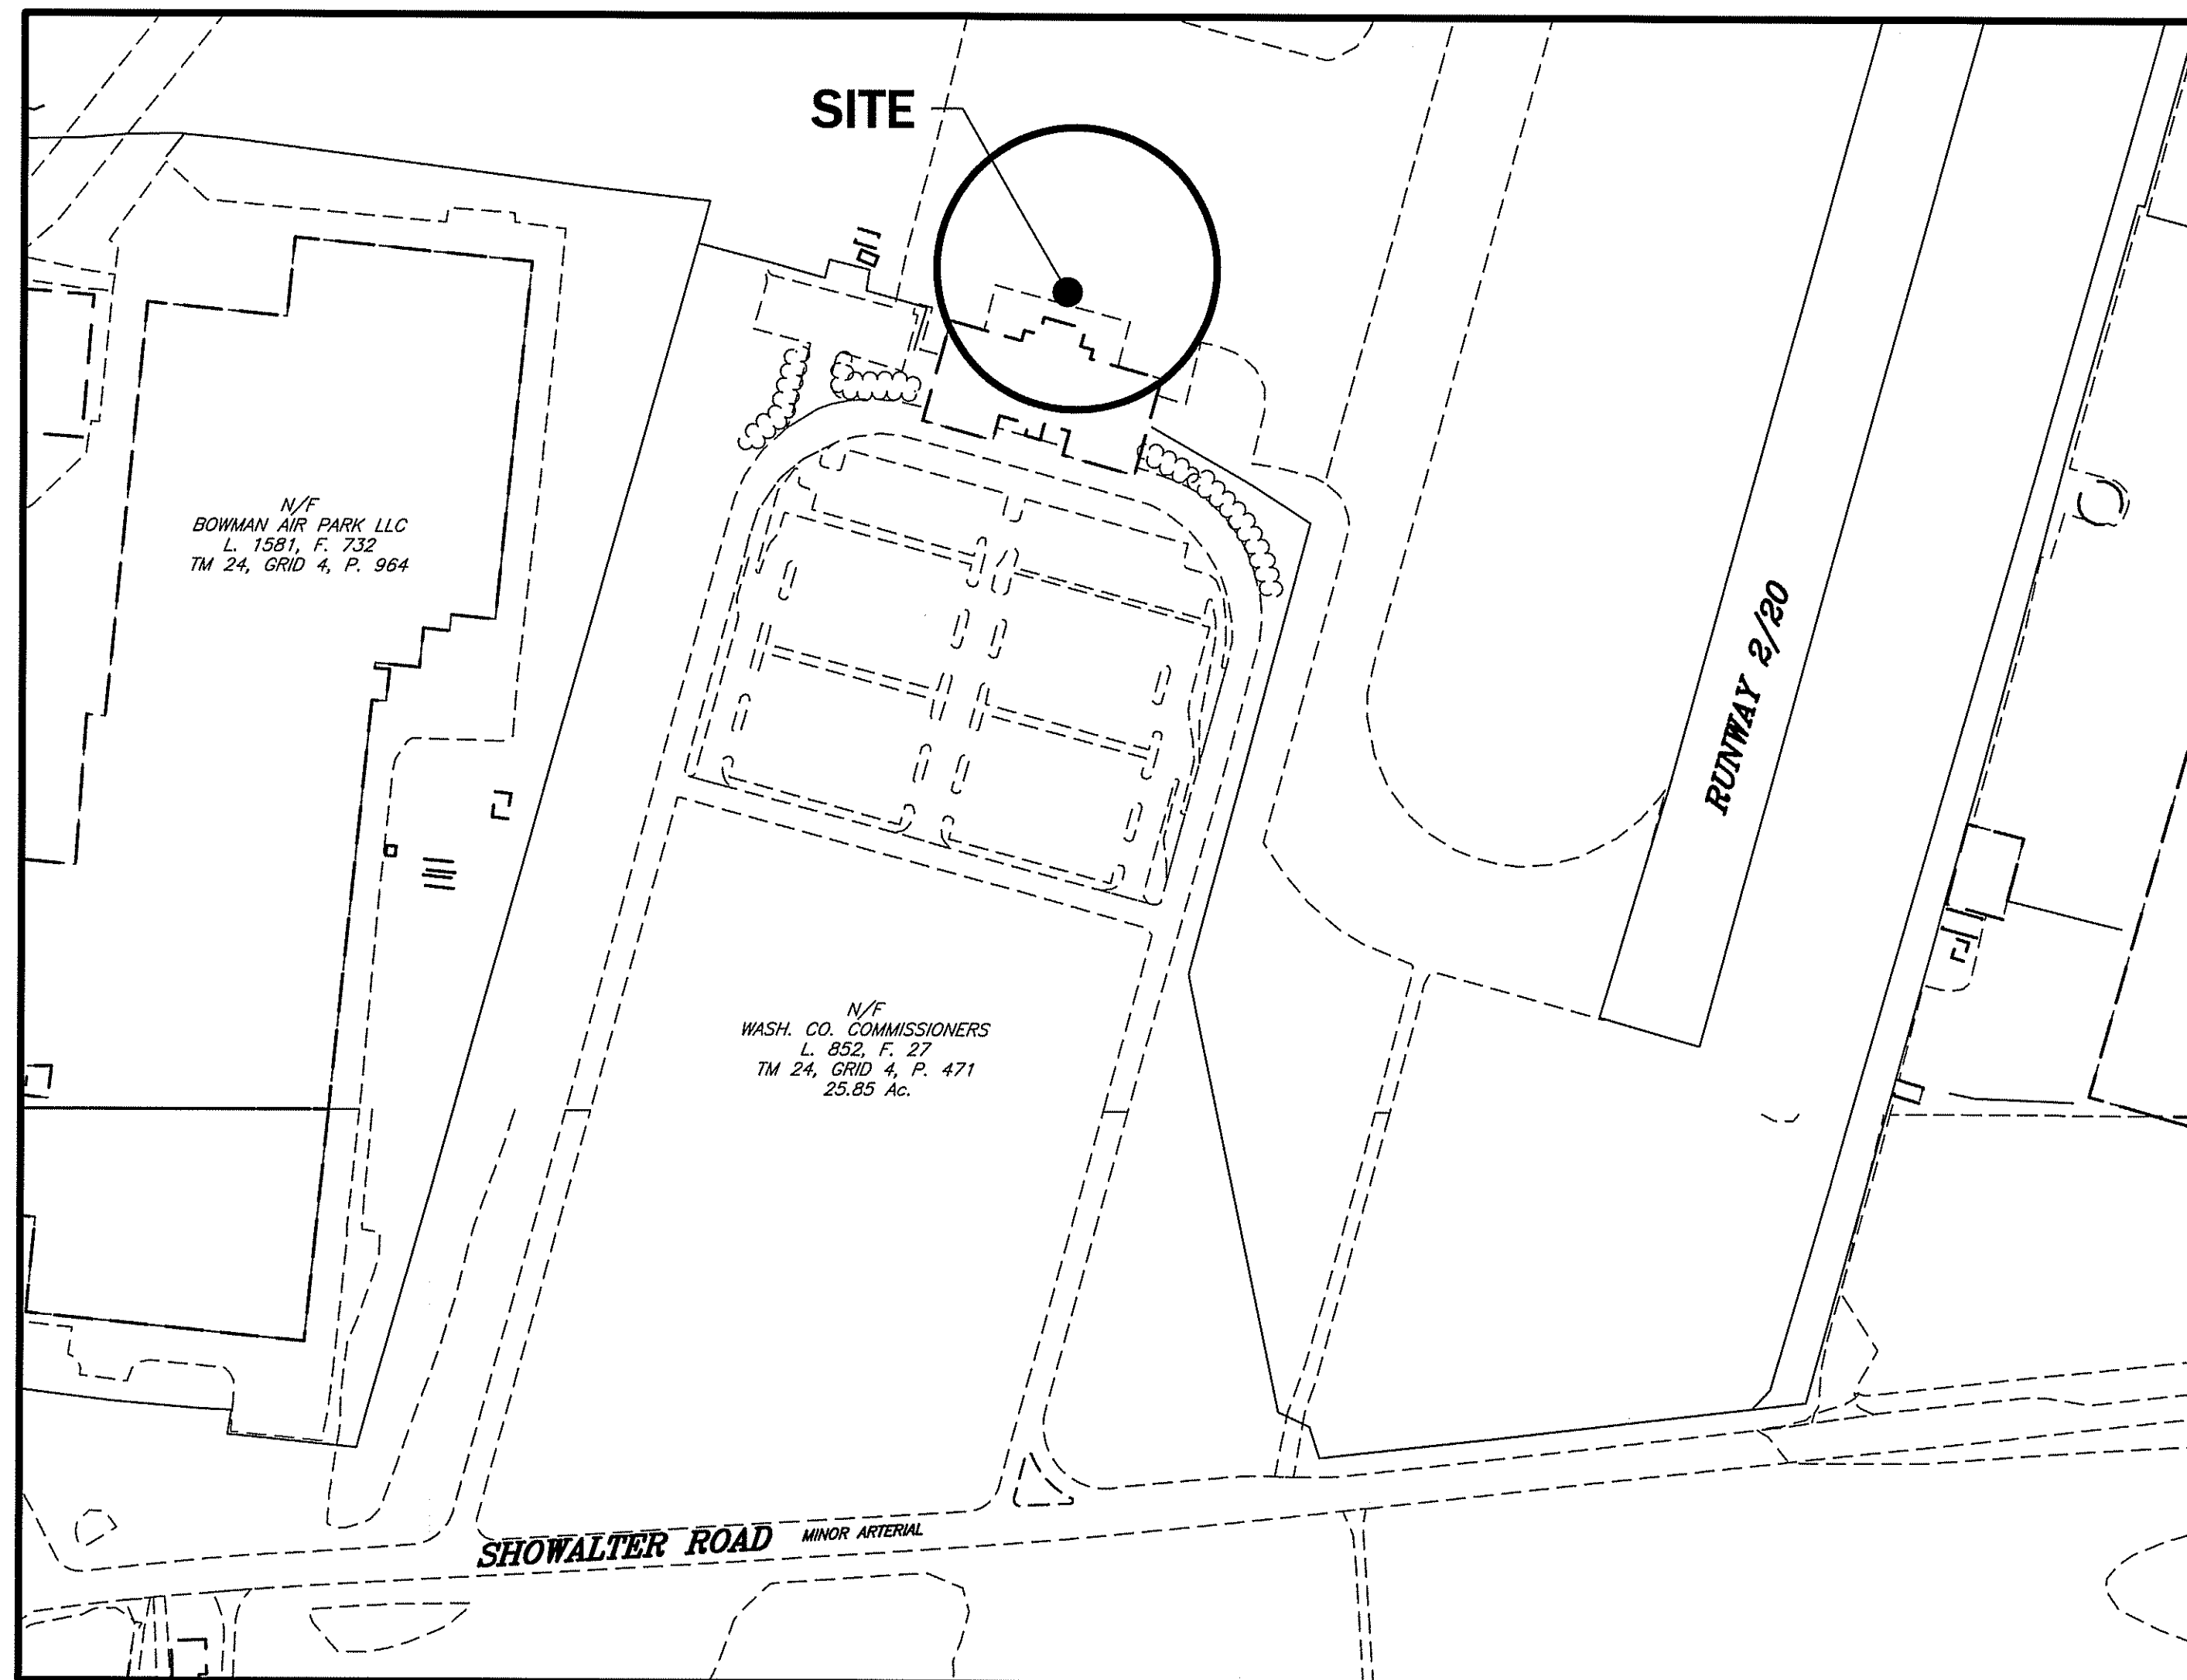 SITE
N/F
BOWMAN AIR PARK LLC
L. 1581, F. 732
TM 24, GRID 4, P. 964
RUNWAY 2/20
N/F
WASH. CO. COMMISSIONERS
L. 852, F. 27
TM 24, GRID 4, P. 471
25.85 Ac.
SHOWALTER ROAD MINOR ARTERIAL